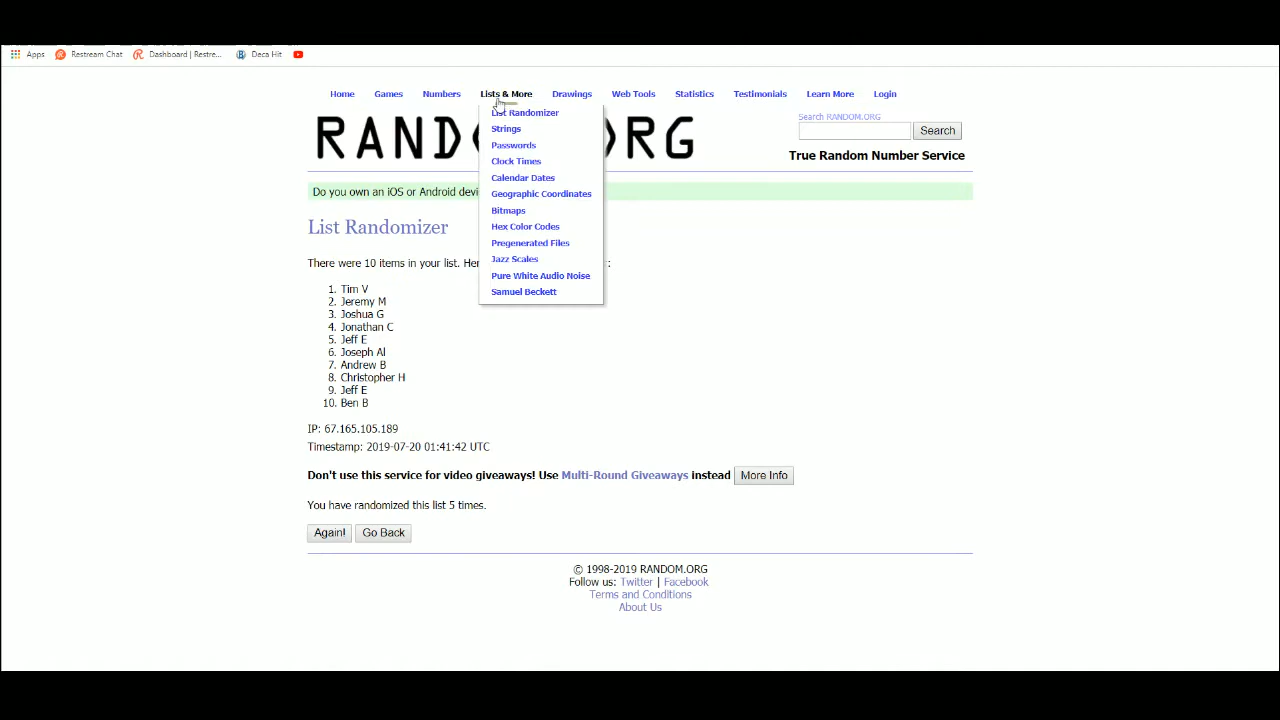 Apps Restream Chat Dashboard | Restre... Deca Hit
Home Games Numbers Lists & More Drawings Web Tools Statistics Testimonials Learn More Login
List Randomizer
Strings
Passwords
Clock Times
Calendar Dates
Geographic Coordinates
Bitmaps
Hex Color Codes
Pregenerated Files
Jazz Scales
Pure White Audio Noise
Samuel Beckett
Search RANDOM.ORG
Search
True Random Number Service
Do you own an iOS or Android devi
List Randomizer
There were 10 items in your list. Her :
1. Tim V
2. Jeremy M
3. Joshua G
4. Jonathan C
5. Jeff E
6. Joseph Al
7. Andrew B
8. Christopher H
9. Jeff E
10. Ben B
IP: 67.165.105.189
Timestamp: 2019-07-20 01:41:42 UTC
Don't use this service for video giveaways! Use Multi-Round Giveaways instead More Info
You have randomized this list 5 times.
Again! Go Back
© 1998-2019 RANDOM.ORG
Follow us: Twitter | Facebook
Terms and Conditions
About Us